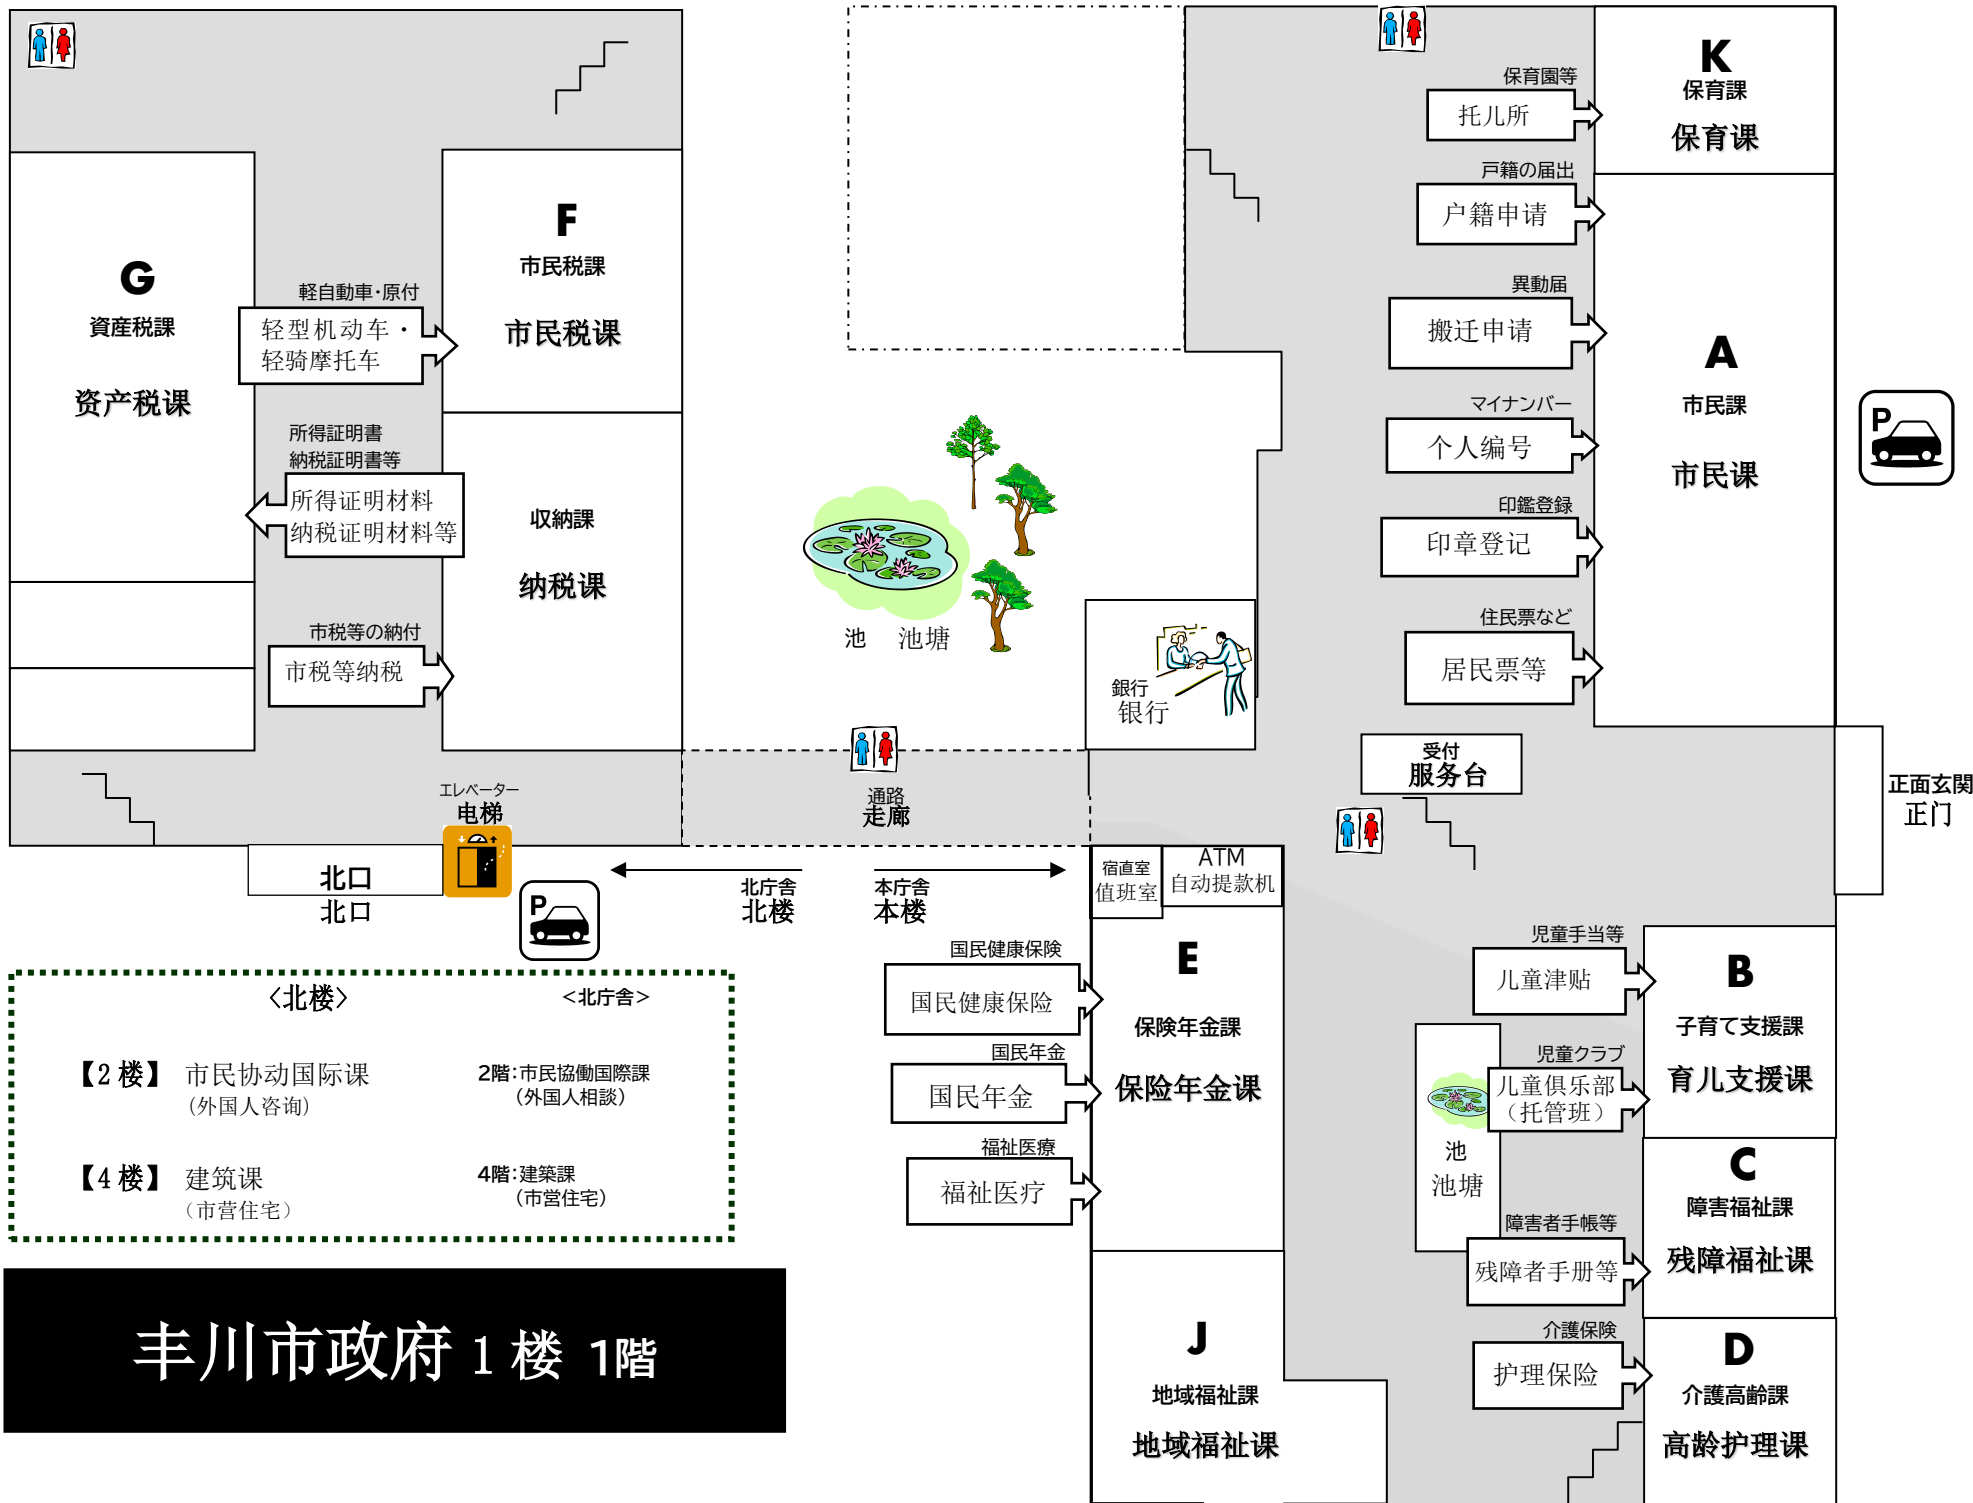 K
保育課
保育课
保育園等
托儿所
戸籍の届出
户籍申请
異動届
搬迁申请
マイナンバー
个人编号
印鑑登録
印章登记
住民票など
居民票等
A
市民課
市民课
P
F
市民税課
市民税课
G
資産税課
资产税课
軽自動車・原付
轻型机动车・
轻骑摩托车
所得証明書
納税証明書等
所得证明材料
纳税证明材料等
収納課
纳税课
市税等の納付
市税等纳税
池 池塘
銀行
银行
受付
服务台
正面玄関
正门
エレベーター
电梯
通路
走廊
北口
北口
P
北庁舎
北楼
本庁舎
本楼
宿直室
值班室
ATM
自动提款机
E
保険年金課
保险年金课
国民健康保険
国民健康保险
国民年金
国民年金
福祉医療
福祉医疗
児童手当等
儿童津贴
B
子育て支援課
育儿支援课
児童クラブ
儿童俱乐部
（托管班）
池
池塘
C
障害福祉課
残障福祉课
障害者手帳等
残障者手册等
介護保険
护理保险
D
介護高齢課
高龄护理课
J
地域福祉課
地域福祉课
〈北楼〉 <北庁舎>
【2 楼】 市民协动国际课 2階：市民協働国際課
（外国人咨询） （外国人相談）
【4 楼】 建筑课 4階：建築課
（市营住宅） （市営住宅）
丰川市政府 1 楼 1階